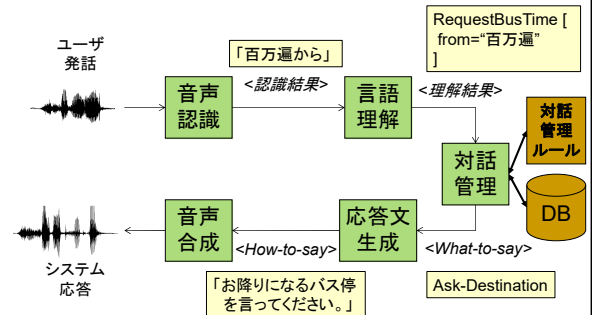 ユーザ
発話
「百万遍から」
RequestBusTime [
from=“百万遍”
]
音声
認識
<認識結果>
言語
理解
<理解結果>
対話
管理
ルール
対話
管理
DB
音声
合成
<How-to-say>
応答文
生成
<What-to-say>
システム
応答
「お降りになるバス停
を言ってください。」
Ask-Destination